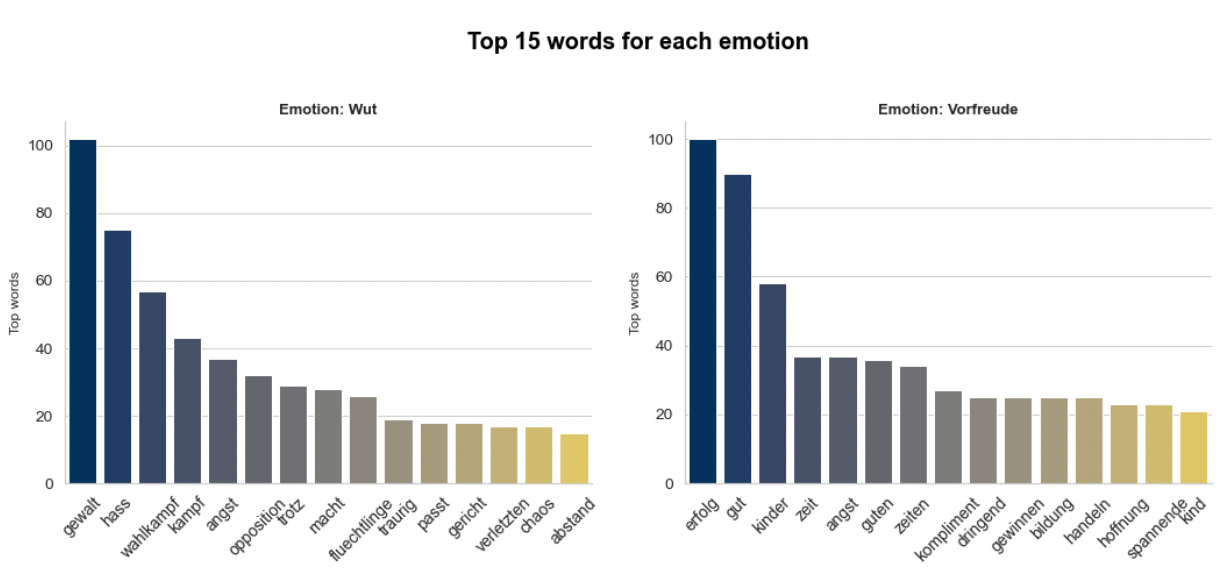 Top 15 words for each emotion
Emotion: Wut
Top words
100
80
60
40
20
0
gewalt
hass
wahlkampf
kampf
angst
opposition
trotz
macht
fluechtlinge
traurig
passt
gericht
verletzten
chaos
abstand
Emotion: Vorfreude
Top words
100
80
60
40
20
0
erfolg
gut
kinder
zeit
angst
guten
zeiten
kompliment
dringend
gewinnen
bildung
handeln
hoffnung
spannende
kind